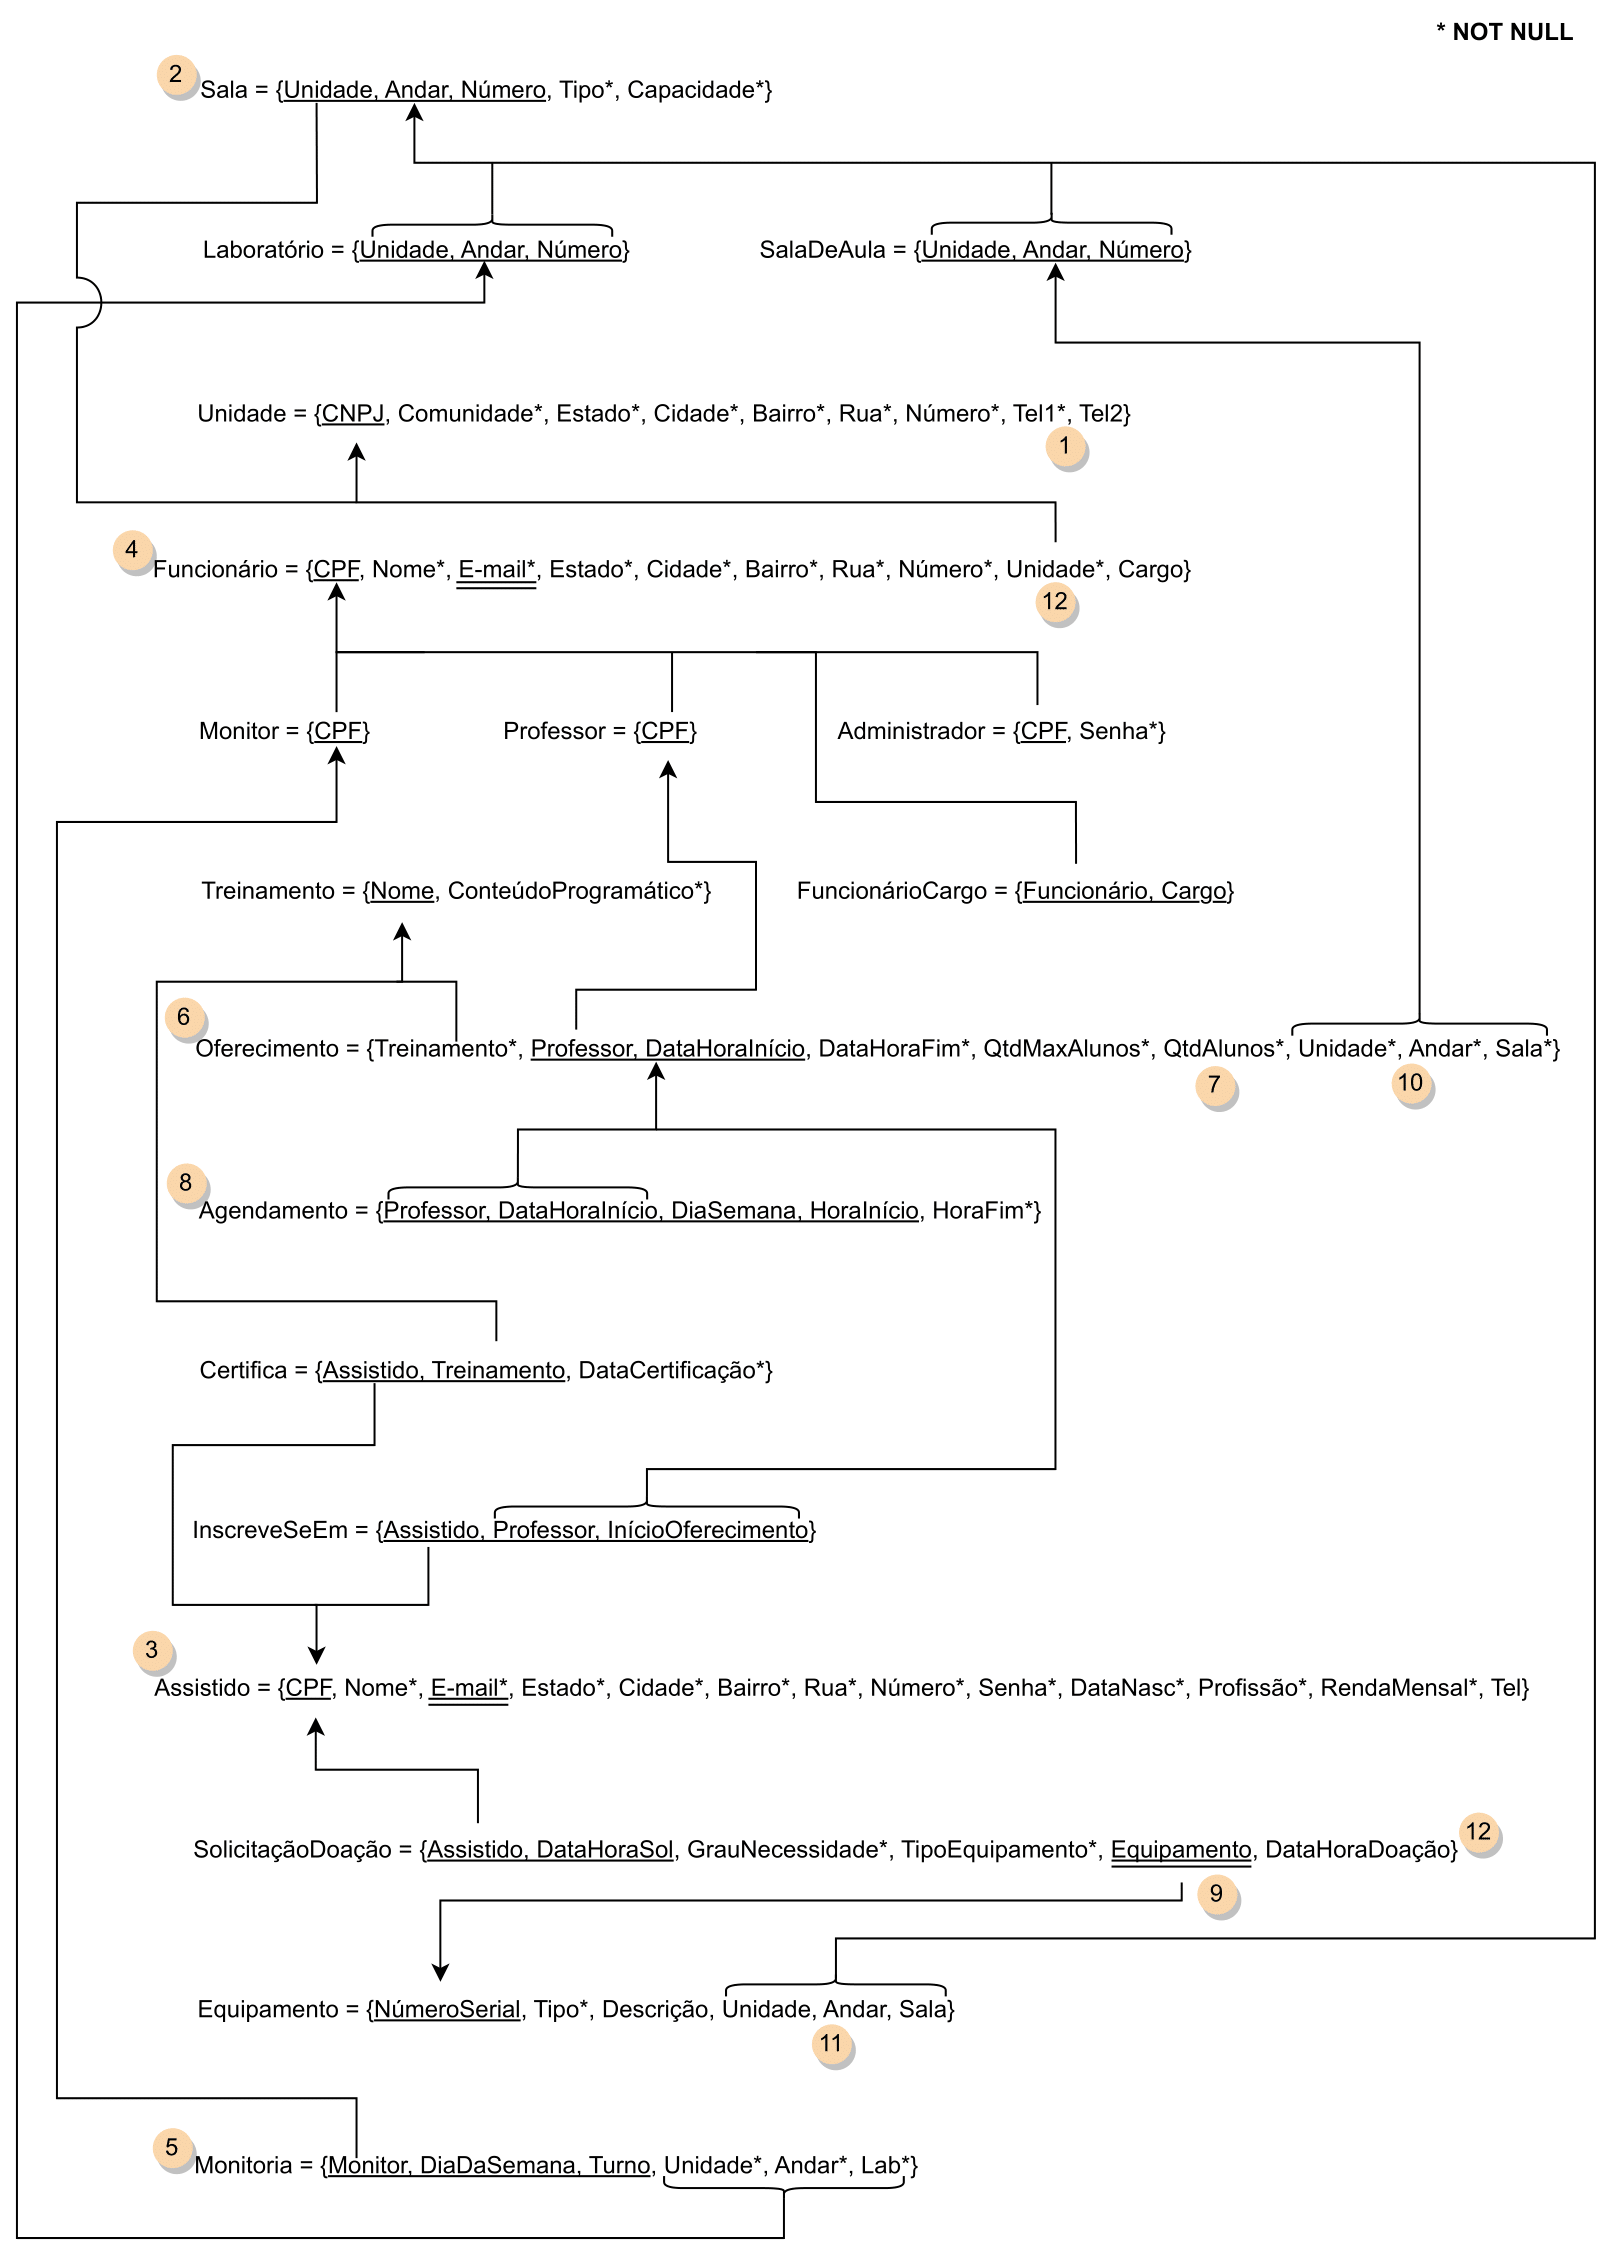 * NOT NULL
2
Sala = {Unidade, Andar, Número, Tipo*, Capacidade*}
Laboratório = {Unidade, Andar, Número}
SalaDeAula = {Unidade, Andar, Número}
Unidade = {CNPJ, Comunidade*, Estado*, Cidade*, Bairro*, Rua*, Número*, Tel1*, Tel2}
1
4
Funcionário = {CPF, Nome*, E-mail*, Estado*, Cidade*, Bairro*, Rua*, Número*, Unidade*, Cargo}
12
Monitor = {CPF}
Professor = {CPF}
Administrador = {CPF, Senha*}
Treinamento = {Nome, ConteúdoProgramático*}
FuncionárioCargo = {Funcionário, Cargo}
6
Oferecimento = {Treinamento*, Professor, DataHoraInício, DataHoraFim*, QtdMaxAlunos*, QtdAlunos*, Unidade*, Andar*, Sala*}
7
10
8
Agendamento = {Professor, DataHoraInício, DiaSemana, HoraInício, HoraFim*}
Certifica = {Assistido, Treinamento, DataCertificação*}
InscreveSeEm = {Assistido, Professor, InícioOferecimento}
3
Assistido = {CPF, Nome*, E-mail*, Estado*, Cidade*, Bairro*, Rua*, Número*, Senha*, DataNasc*, Profissão*, RendaMensal*, Tel}
SolicitaçãoDoação = {Assistido, DataHoraSol, GrauNecessidade*, TipoEquipamento*, Equipamento, DataHoraDoação}
12
9
Equipamento = {NúmeroSerial, Tipo*, Descrição, Unidade, Andar, Sala}
11
5
Monitoria = {Monitor, DiaDaSemana, Turno, Unidade*, Andar*, Lab*}